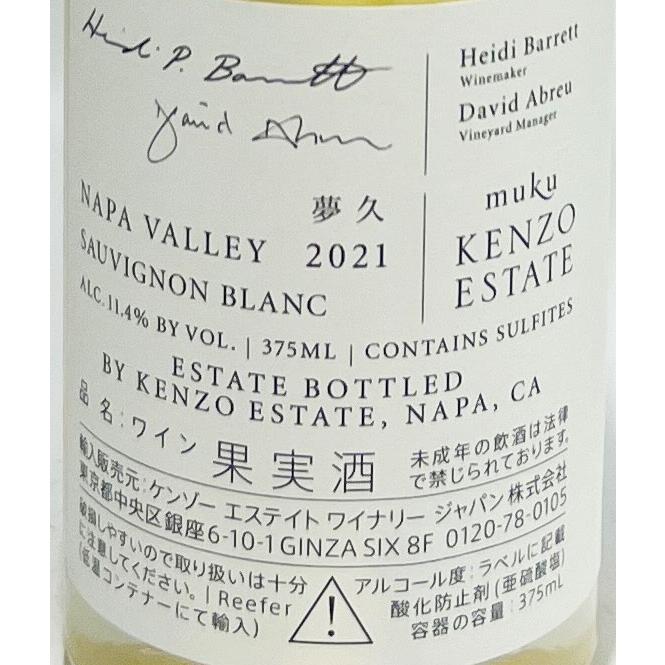 Heidi P. Barrett
David Abreu
Heidi Barrett
Winemaker
David Abreu
Vineyard Manager
NAPA VALLEY
SAUVIGNON BLANC
夢久
2021
muku
KENZO
ESTATE
ALC. 11.4% BY VOL. | 375ML | CONTAINS SULFITES
ESTATE BOTTLED
BY KENZO ESTATE, NAPA, CA
品名:ワイン 果実酒
未成年の飲酒は法律
で禁じられております。
輸入販売元:ケンゾー エステイト ワイナリー ジャパン株式会社
東京都中央区銀座6-10-1 GINZA SIX 8F 0120-78-0105
破損しやすいので取り扱いは十分
に注意してください。| Reefer
(低温コンテナーにて輸入)
アルコール度:ラベルに記載
酸化防止剤(亜硫酸塩)
容器の容量:375mL